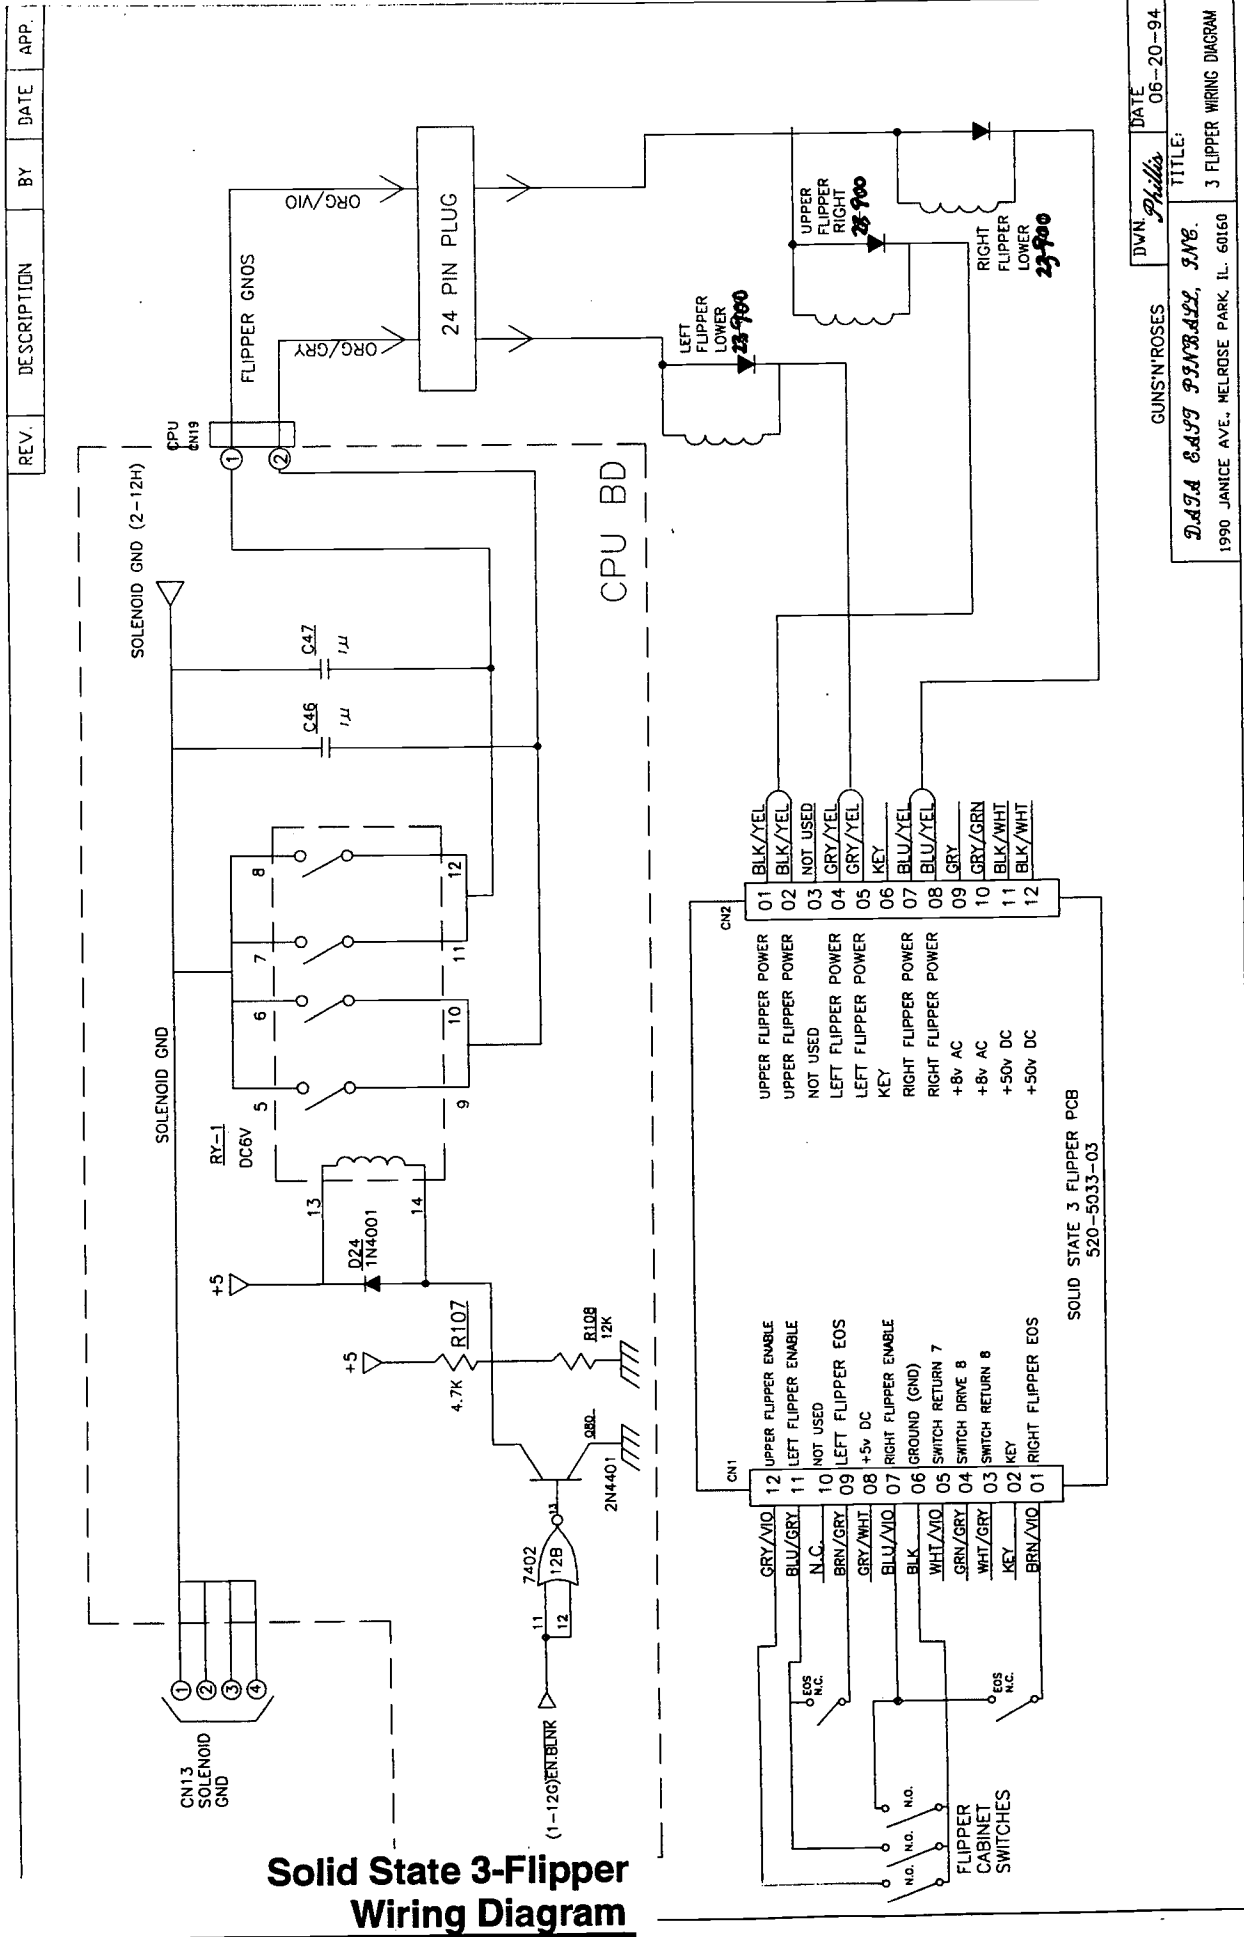 REV.
DESCRIPTION
BY
DATE
APP.
CN13
SOLENOID
GND
1
2
3
4
SOLENOID GND
SOLENOID GND (2-12H)
CPU
CN19
1
2
FLIPPER GNDS
ORG/VIO
ORG/GRY
24 PIN PLUG
RY-1
DC6V
5
6
7
8
9
10
11
12
13
14
C46
1µ
C47
1µ
+5
D24
1N4001
+5
R107
4.7K
R108
12K
2N4401
7402
12B
11
12
13
(1-12G)EN.BLNK
CPU BD
LEFT
FLIPPER
LOWER
23-900
UPPER
FLIPPER
RIGHT
23-900
RIGHT
FLIPPER
LOWER
23-900
CN2
01 BLK/YEL
02 BLK/YEL
03 NOT USED
04 GRY/YEL
05 GRY/YEL
06 KEY
07 BLU/YEL
08 BLU/YEL
09 GRY
10 GRY/GRN
11 BLK/WHT
12 BLK/WHT
UPPER FLIPPER POWER
UPPER FLIPPER POWER
NOT USED
LEFT FLIPPER POWER
LEFT FLIPPER POWER
KEY
RIGHT FLIPPER POWER
RIGHT FLIPPER POWER
+8v AC
+8v AC
+50v DC
+50v DC
SOLID STATE 3 FLIPPER PCB
520-5033-03
CN1
GRY/VIO 12 UPPER FLIPPER ENABLE
BLU/GRY 11 LEFT FLIPPER ENABLE
N.C. 10 NOT USED
BRN/GRY 09 LEFT FLIPPER EOS
GRY/WHT 08 +5v DC
BLU/VIO 07 RIGHT FLIPPER ENABLE
BLK 06 GROUND (GND)
WHT/VIO 05 SWITCH RETURN 7
GRN/GRY 04 SWITCH DRIVE 8
WHT/GRY 03 SWITCH RETURN 8
KEY 02 KEY
BRN/VIO 01 RIGHT FLIPPER EOS
EOS
N.C.
EOS
N.C.
N.O.
N.O.
N.O.
FLIPPER
CABINET
SWITCHES
GUNS'N'ROSES
DWN. Phillis
DATE 06-20-94
DATA EAST PINBALL, INC.
1990 JANICE AVE., MELROSE PARK, IL. 60160
TITLE:
3 FLIPPER WIRING DIAGRAM
Solid State 3-Flipper
Wiring Diagram